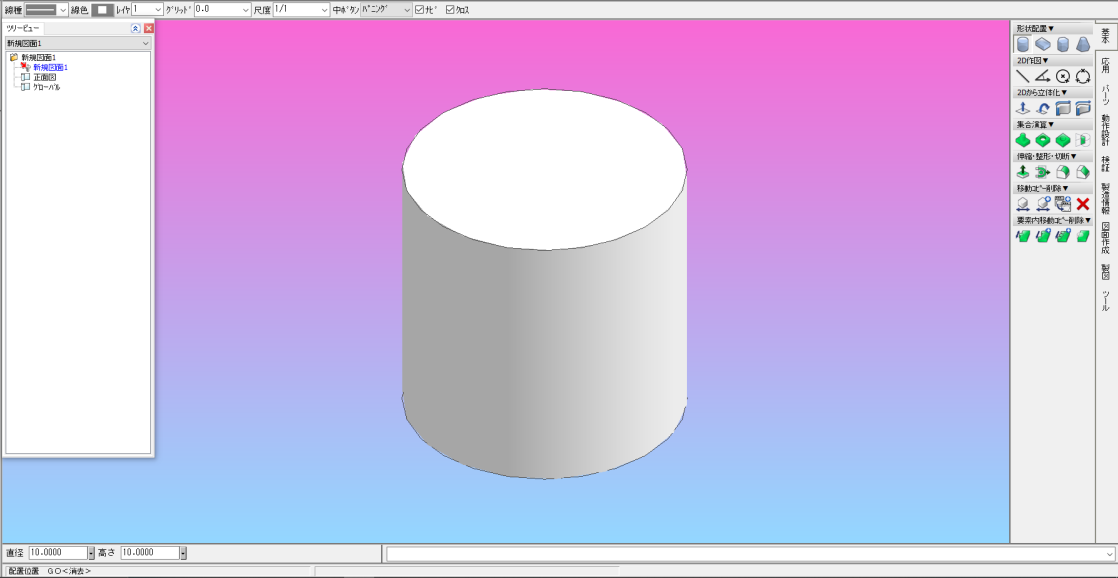 線種 線色 ﾚｲﾔ 1 ｸﾞﾘｯﾄﾞ 0.0 尺度 1/1 中ﾎﾞﾀﾝ ﾊﾟﾆﾝｸﾞ ﾅﾋﾞ ｸﾛｽ
ﾂﾘｰﾋﾞｭｰ
新規図面1
新規図面1
新規図面1
正面図
ｸﾞﾛｰﾊﾞﾙ
形状配置▼
2D作図▼
2Dから立体化▼
集合演算▼
伸縮・整形・切断▼
移動ｺﾋﾟｰ削除▼
要素内移動ｺﾋﾟｰ削除▼
基本
応用
パーツ
動作設計
検証
製造情報
図面作成
製図
ツール
直径 10.0000 高さ 10.0000
配置位置 GO<消去>